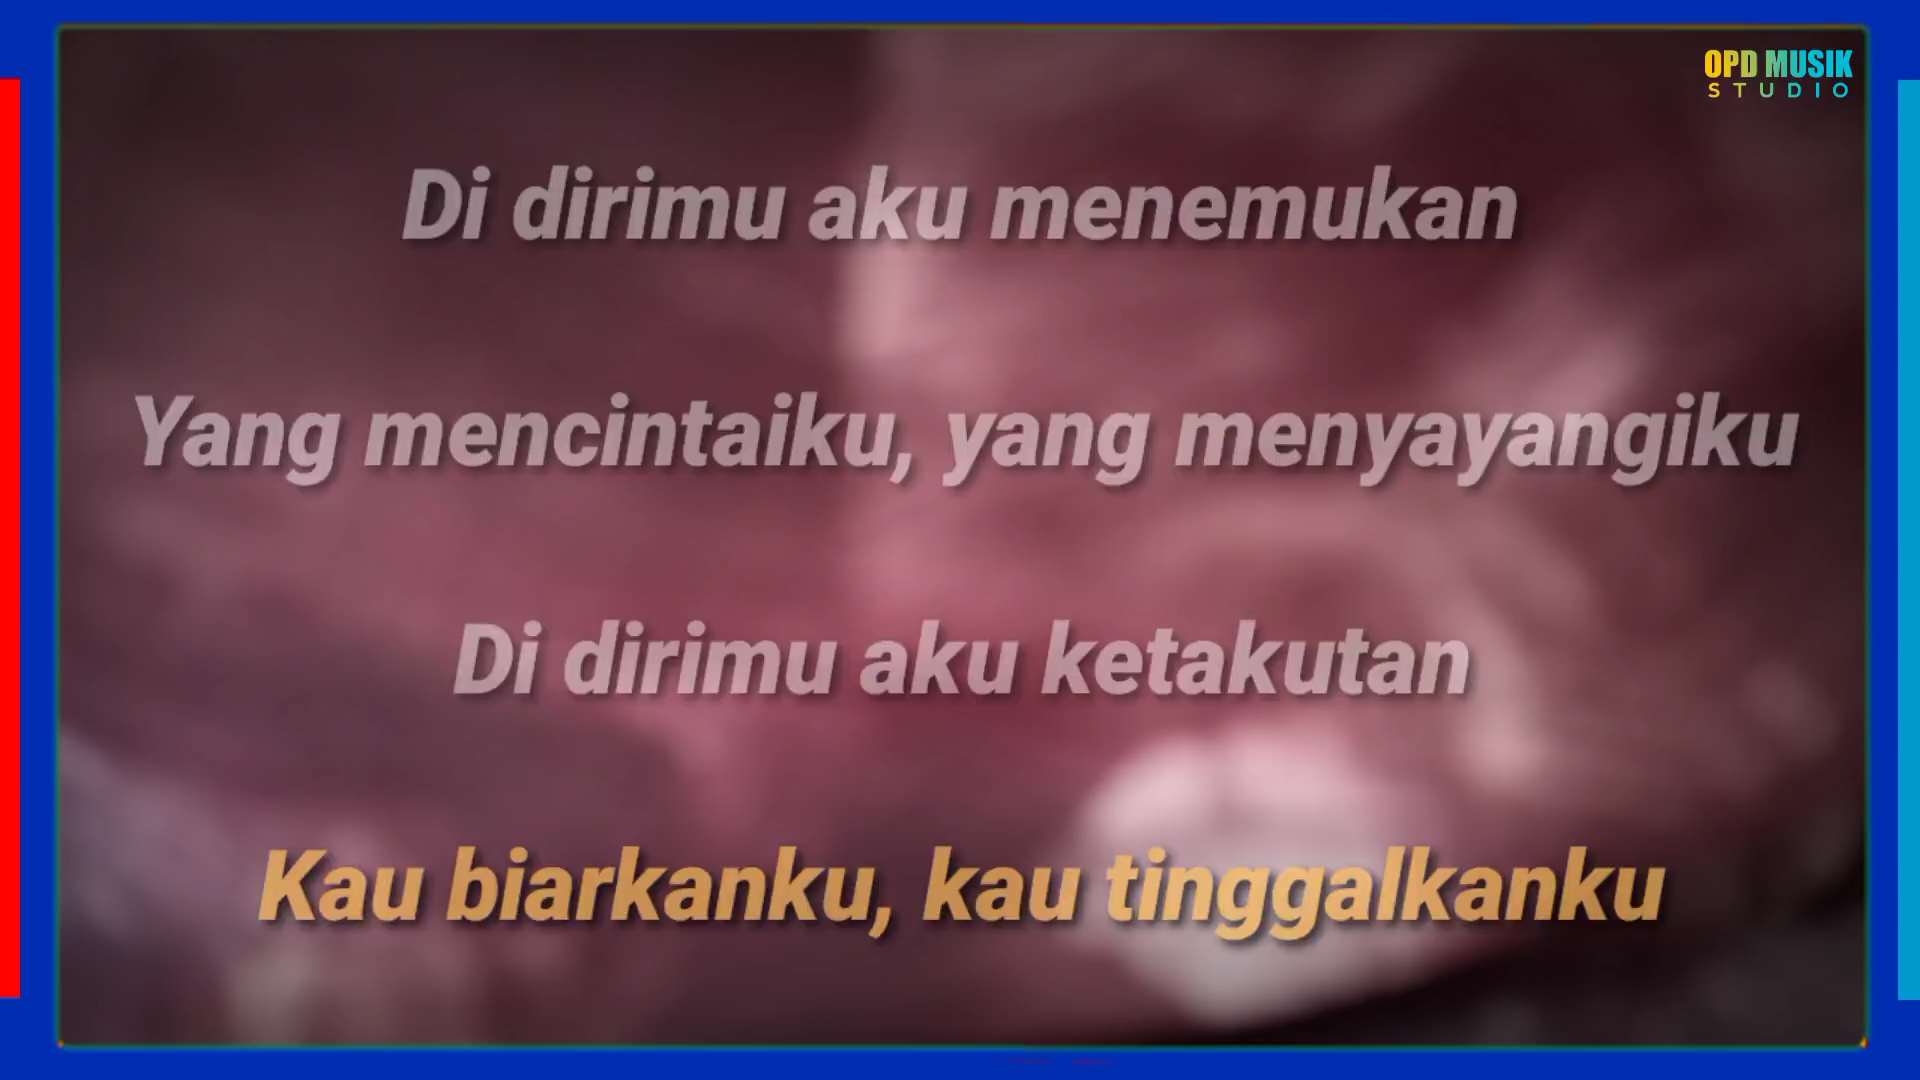 OPD MUSIK
STUDIO
Di dirimu aku menemukan
Yang mencintaiku, yang menyayangiku
Di dirimu aku ketakutan
Kau biarkanku, kau tinggalkanku